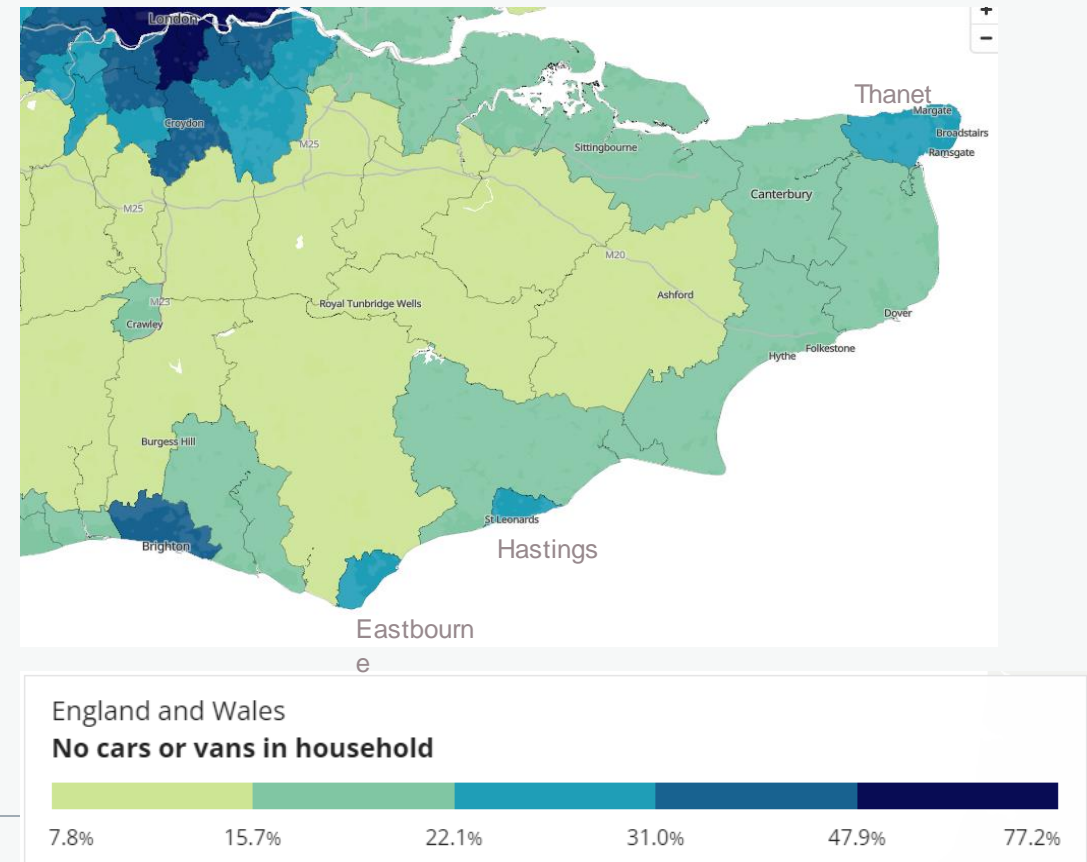 +
London
−
Thanet
Margate
Croydon
Broadstairs
M25
Sittingbourne
Ramsgate
Canterbury
M25
M20
Ashford
M23
Royal Tunbridge Wells
Dover
Crawley
Folkestone
Hythe
Burgess Hill
St Leonards
Brighton
Hastings
Eastbourn
e
England and Wales
No cars or vans in household
7.8% 15.7% 22.1% 31.0% 47.9% 77.2%